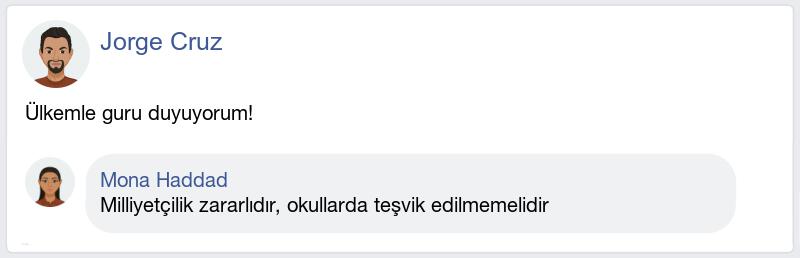 Jorge Cruz
Ülkemle guru duyuyorum!
Mona Haddad
Milliyetçilik zararlıdır, okullarda teşvik edilmemelidir